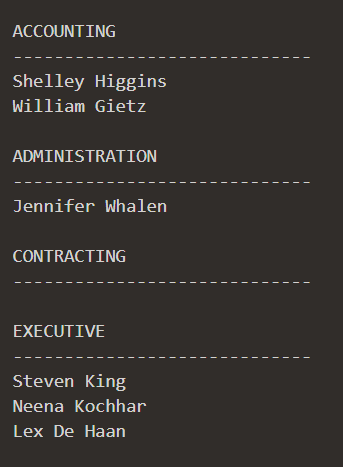 ACCOUNTING
-----------------------------
Shelley Higgins
William Gietz

ADMINISTRATION
-----------------------------
Jennifer Whalen

CONTRACTING
-----------------------------

EXECUTIVE
-----------------------------
Steven King
Neena Kochhar
Lex De Haan